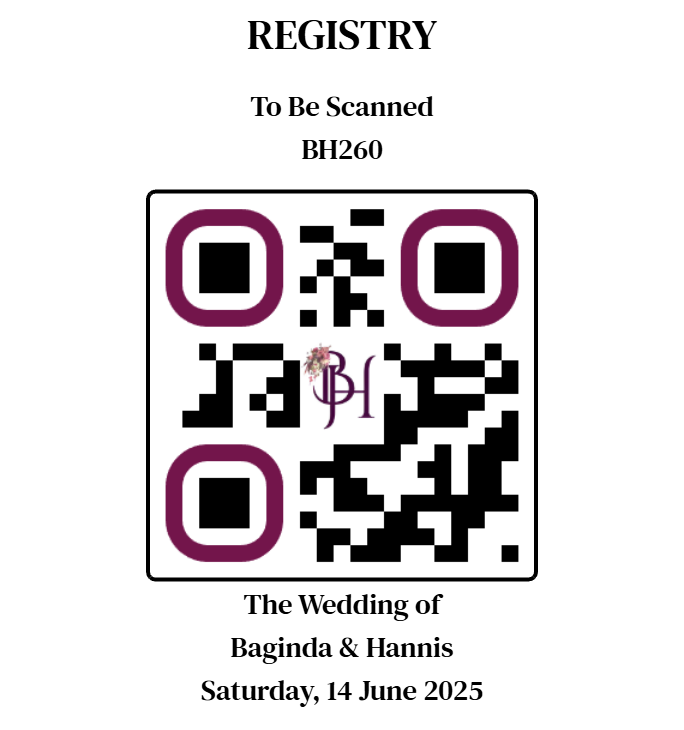 REGISTRY
To Be Scanned
BH260
BH
The Wedding of
Baginda & Hannis
Saturday, 14 June 2025